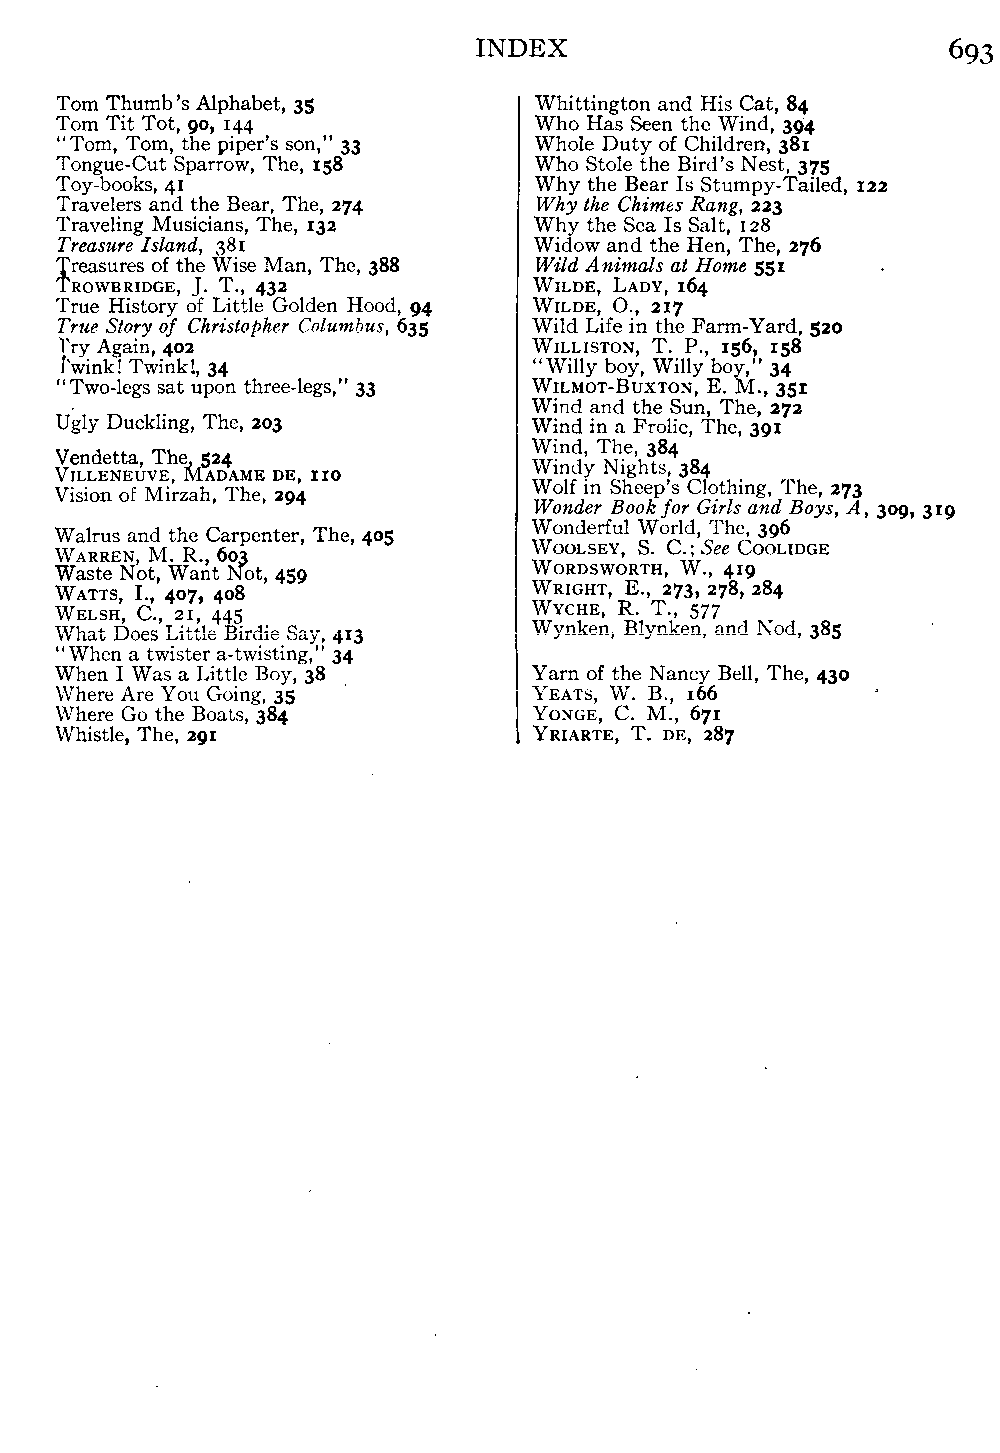 INDEX 693
Tom Thumb's Alphabet, 35
Tom Tit Tot, 90, 144
"Tom, Tom, the piper's son," 33
Tongue-Cut Sparrow, The, 158
Toy-books, 41
Travelers and the Bear, The, 274
Traveling Musicians, The, 132
Treasure Island, 381
Treasures of the Wise Man, The, 388
TROWBRIDGE, J. T., 432
True History of Little Golden Hood, 94
True Story of Christopher Columbus, 635
Try Again, 402
Twink! Twink!, 34
"Two-legs sat upon three-legs," 33
Ugly Duckling, The, 203
Vendetta, The, 524
VILLENEUVE, MADAME DE, 110
Vision of Mirzah, The, 294
Walrus and the Carpenter, The, 405
WARREN, M. R., 603
Waste Not, Want Not, 459
WATTS, I., 407, 408
WELSH, C., 21, 445
What Does Little Birdie Say, 413
"When a twister a-twisting," 34
When I Was a Little Boy, 38
Where Are You Going, 35
Where Go the Boats, 384
Whistle, The, 291
Whittington and His Cat, 84
Who Has Seen the Wind, 394
Whole Duty of Children, 381
Who Stole the Bird's Nest, 375
Why the Bear Is Stumpy-Tailed, 122
Why the Chimes Rang, 223
Why the Sea Is Salt, 128
Widow and the Hen, The, 276
Wild Animals at Home 551
WILDE, LADY, 164
WILDE, O., 217
Wild Life in the Farm-Yard, 520
WILLISTON, T. P., 156, 158
"Willy boy, Willy boy," 34
WILMOT-BUXTON, E. M., 351
Wind and the Sun, The, 272
Wind in a Frolic, The, 391
Wind, The, 384
Windy Nights, 384
Wolf in Sheep's Clothing, The, 273
Wonder Book for Girls and Boys, A, 309, 319
Wonderful World, The, 396
WOOLSEY, S. C.; See COOLIDGE
WORDSWORTH, W., 419
WRIGHT, E., 273, 278, 284
WYCHE, R. T., 577
Wynken, Blynken, and Nod, 385
Yarn of the Nancy Bell, The, 430
YEATS, W. B., 166
YONGE, C. M., 671
YRIARTE, T. DE, 287